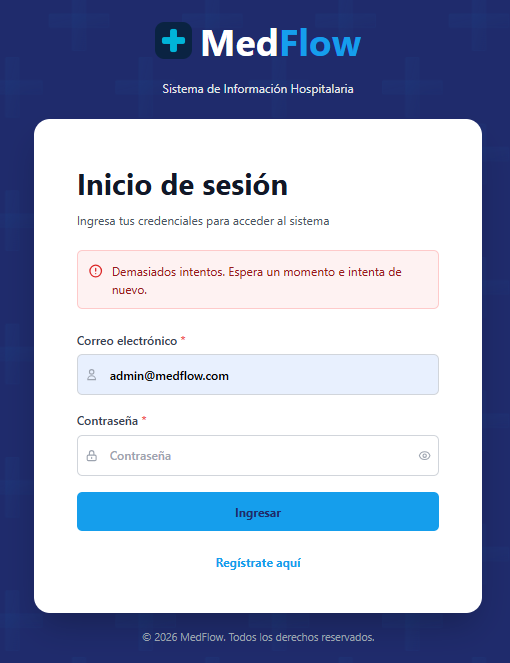 MedFlow
Sistema de Información Hospitalaria
Inicio de sesión
Ingresa tus credenciales para acceder al sistema
Demasiados intentos. Espera un momento e intenta de
nuevo.
Correo electrónico *
admin@medflow.com
Contraseña *
Contraseña
Ingresar
Regístrate aquí
© 2026 MedFlow. Todos los derechos reservados.